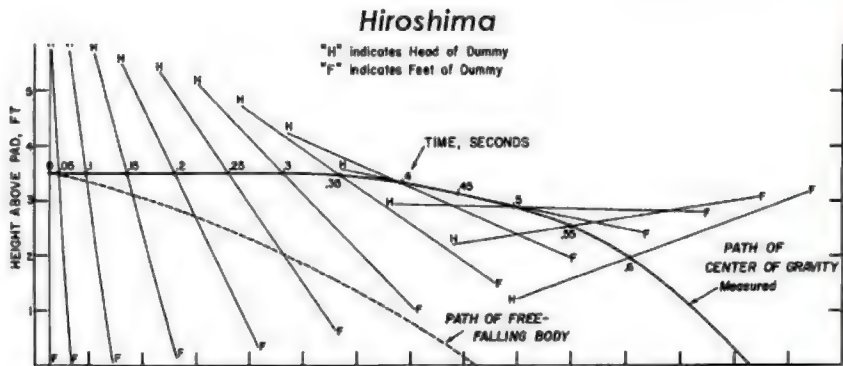 Hiroshima
"H" indicates Head of Dummy
"F" indicates Feet of Dummy
HEIGHT ABOVE PAD, FT
5
4
3
2
1
H H H H H H H H H H H H H
0 .05 .1 .15 .2 .25 .3 .35 .4 .45 .5 .55 .6
TIME, SECONDS
F F F F F F F F F F F F F
PATH OF
CENTER OF GRAVITY
Measured
PATH OF FREE-
FALLING BODY